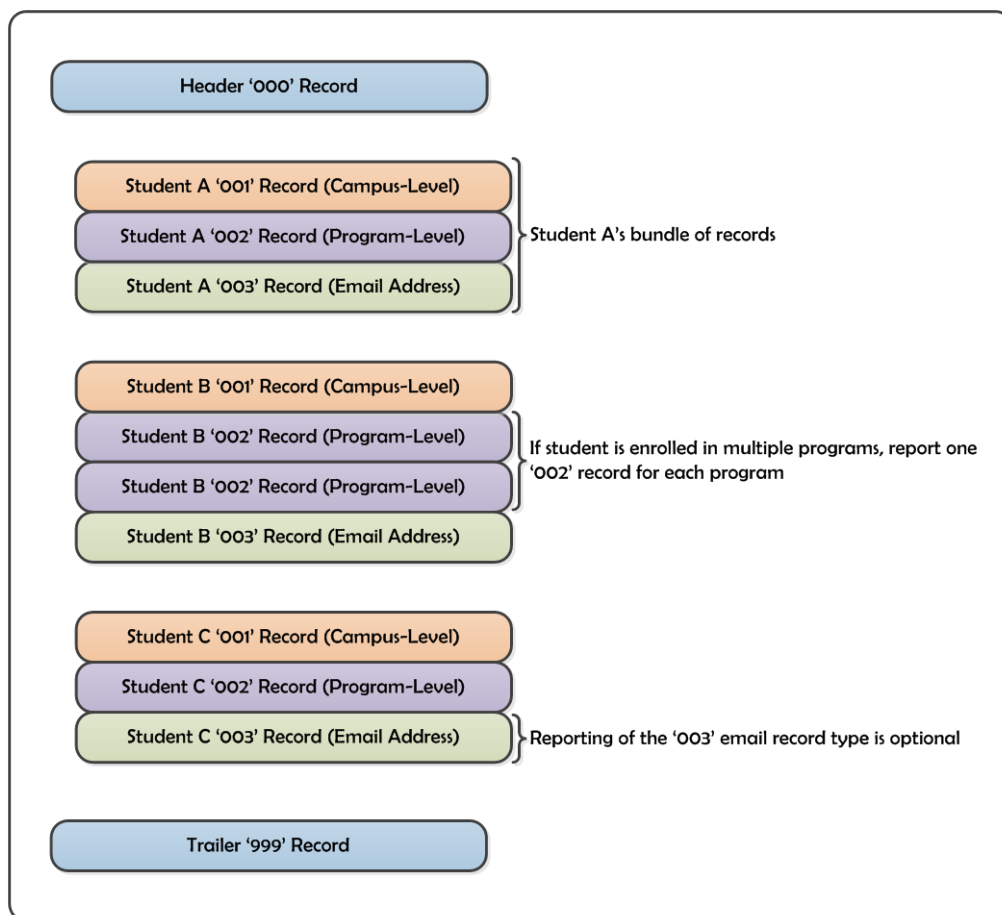 Header ‘000’ Record
Student A ‘001’ Record (Campus-Level)
Student A ‘002’ Record (Program-Level)
Student A’s bundle of records
Student A ‘003’ Record (Email Address)
Student B ‘001’ Record (Campus-Level)
Student B ‘002’ Record (Program-Level)
If student is enrolled in multiple programs, report one
‘002’ record for each program
Student B ‘002’ Record (Program-Level)
Student B ‘003’ Record (Email Address)
Student C ‘001’ Record (Campus-Level)
Student C ‘002’ Record (Program-Level)
Student C ‘003’ Record (Email Address)
Reporting of the ‘003’ email record type is optional
Trailer ‘999’ Record